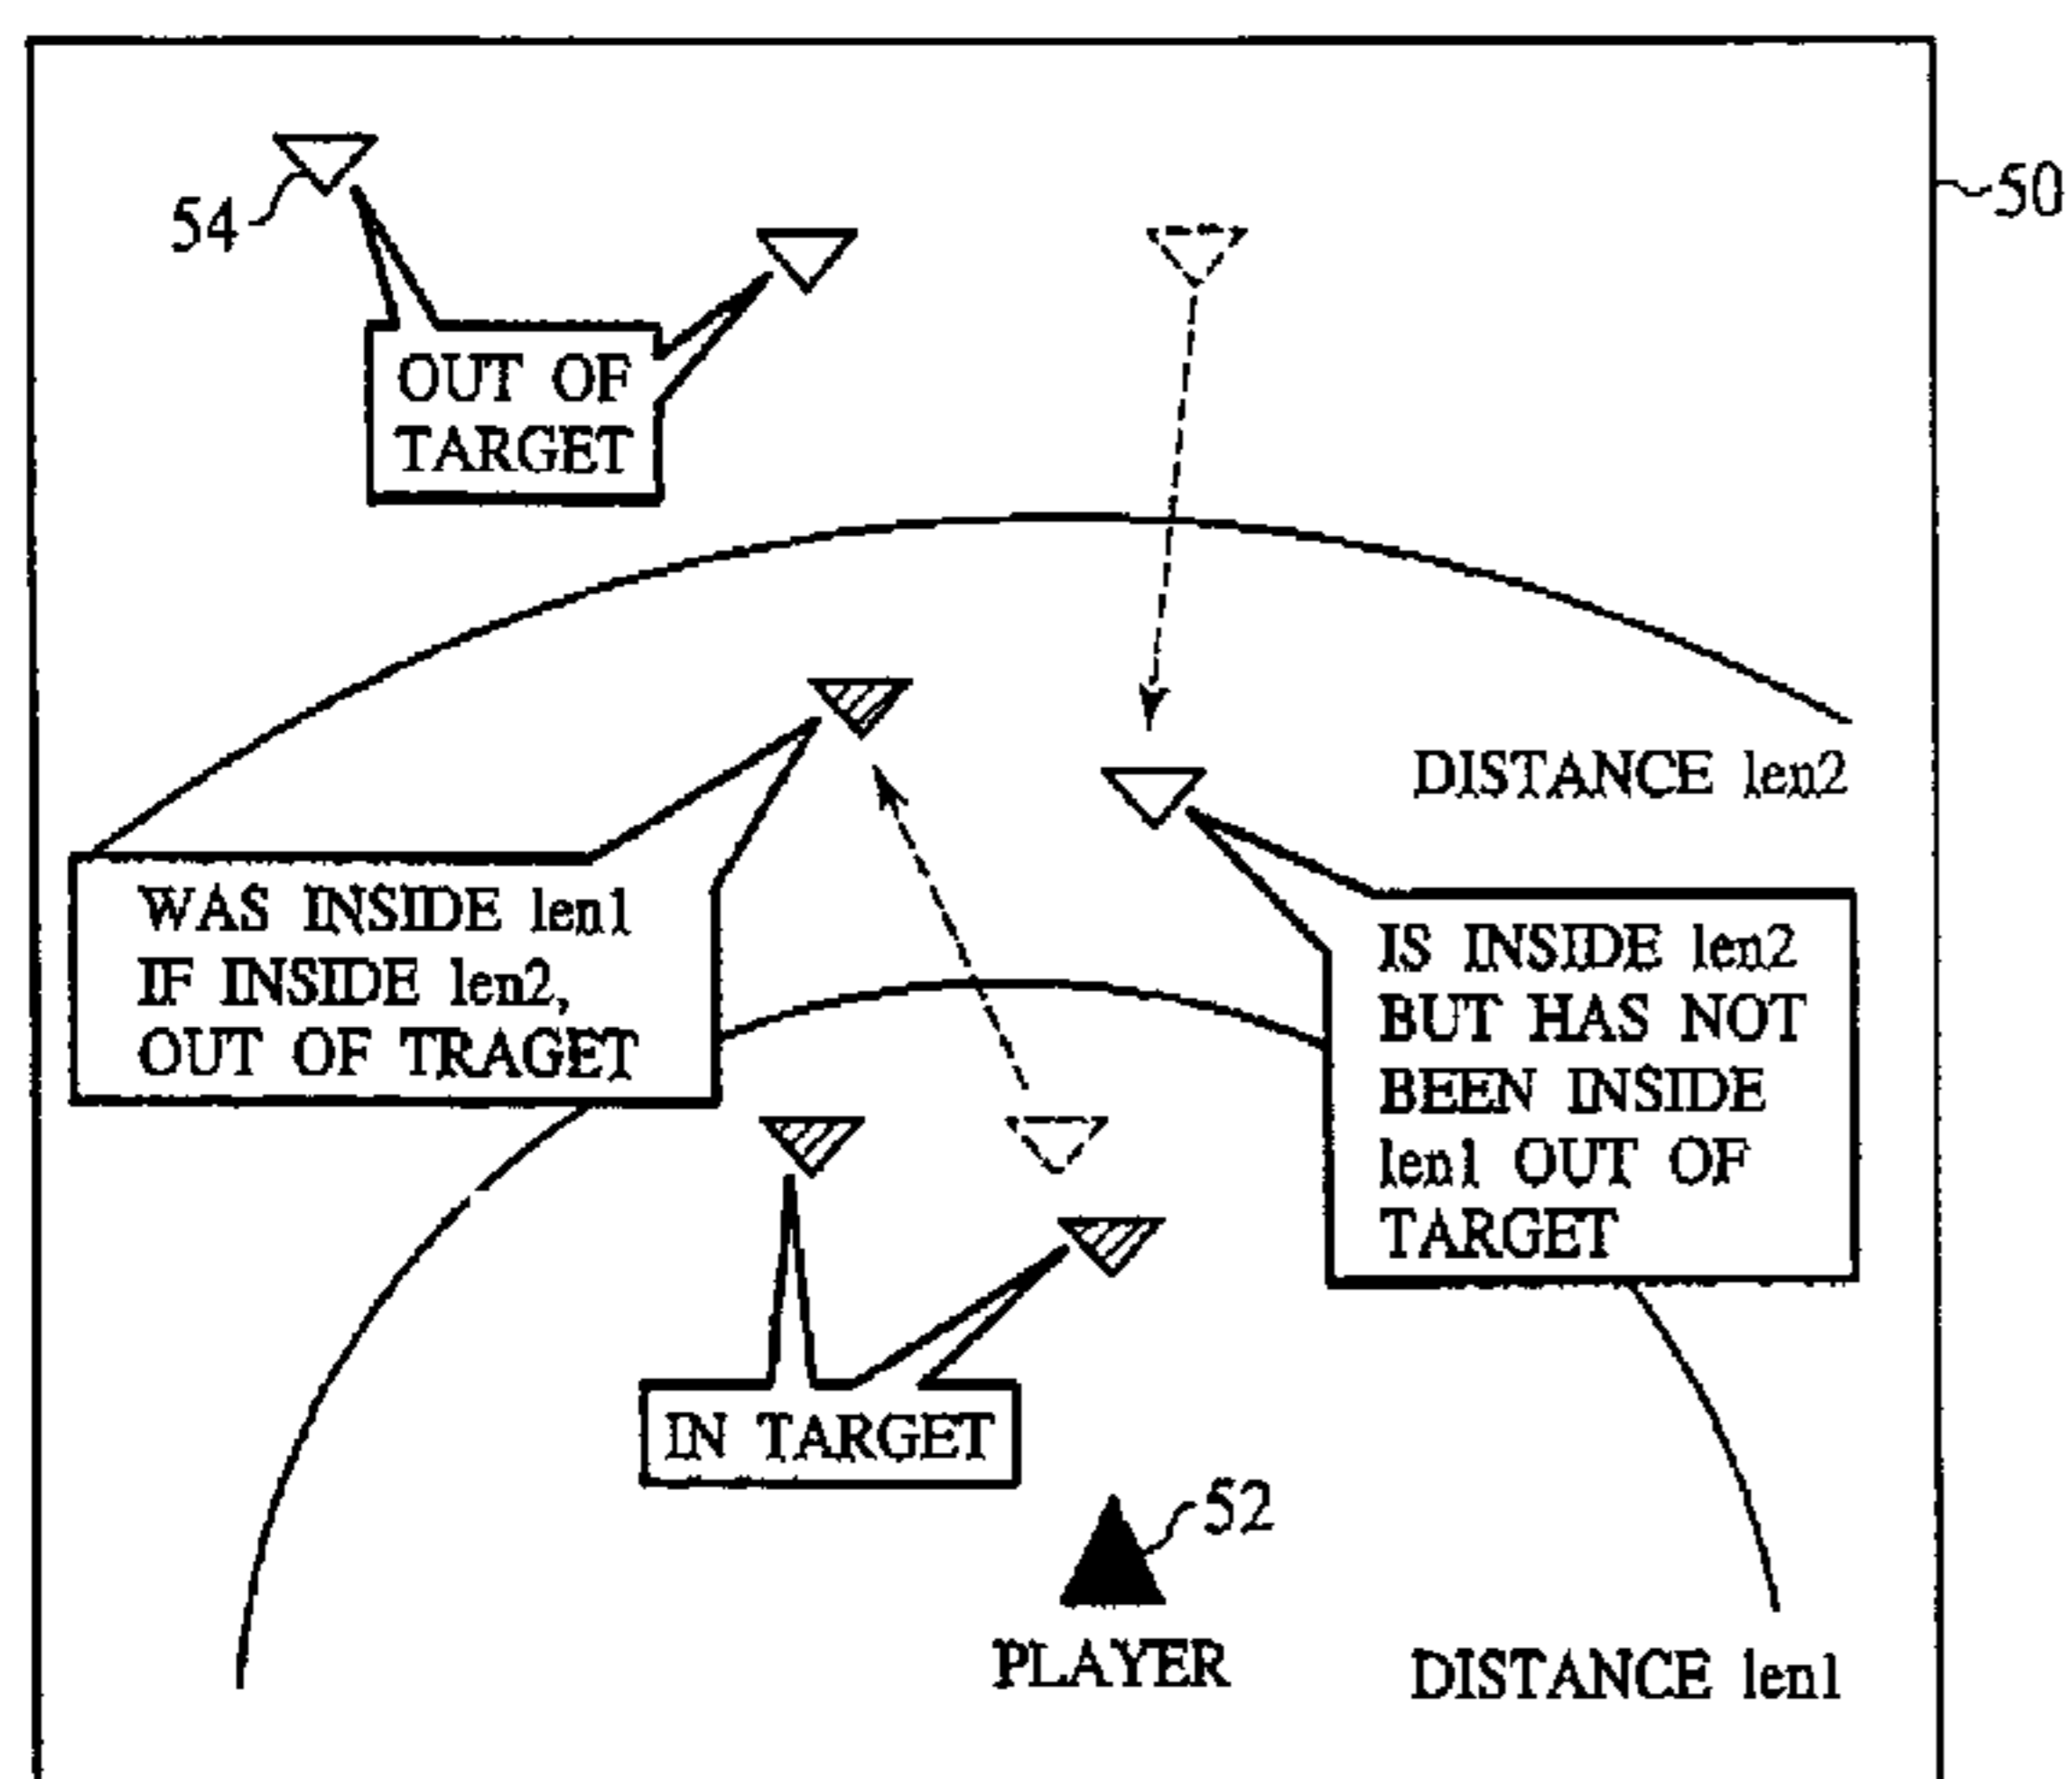 54
50
OUT OF
TARGET
DISTANCE len2
WAS INSIDE len1
IF INSIDE len2,
OUT OF TRAGET
IS INSIDE len2
BUT HAS NOT
BEEN INSIDE
len1 OUT OF
TARGET
IN TARGET
52
PLAYER
DISTANCE len1